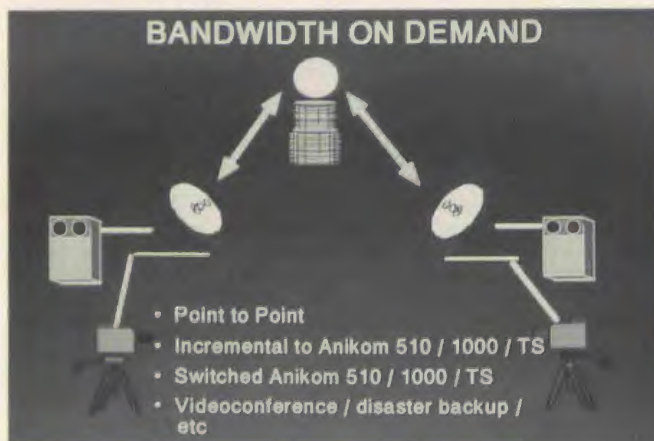 BANDWIDTH ON DEMAND
• Point to Point
• Incremental to Anikom 510 / 1000 / TS
• Switched Anikom 510 / 1000 / TS
• Videoconference / disaster backup /
etc